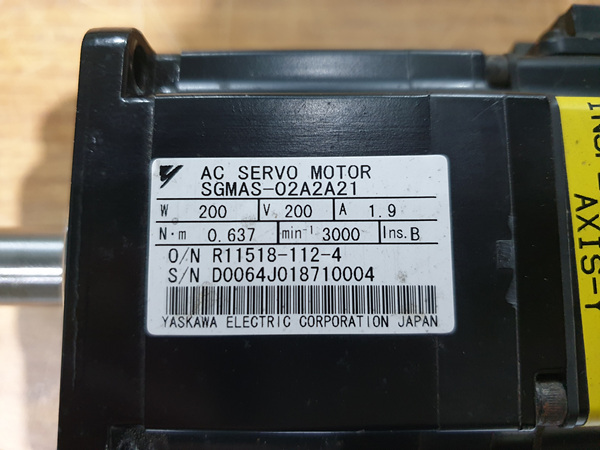 AC SERVO MOTOR
SGMAS-02A2A21
W 200 V 200 A 1.9
N·m 0.637 min⁻¹ 3000 Ins. B
O/N R11518-112-4
S/N D0064J018710004
YASKAWA ELECTRIC CORPORATION JAPAN
AXIS-Y